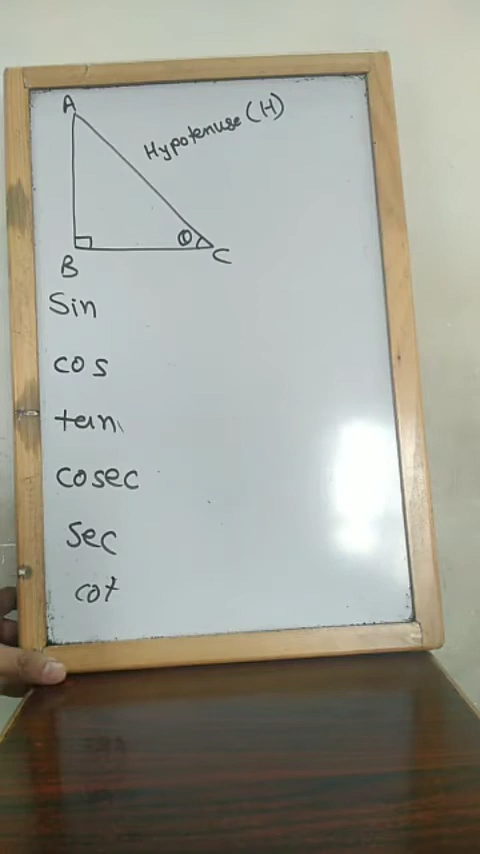 A
Hypotenuse (H)
θ
B
C
Sin
cos
tan
cosec
Sec
cot